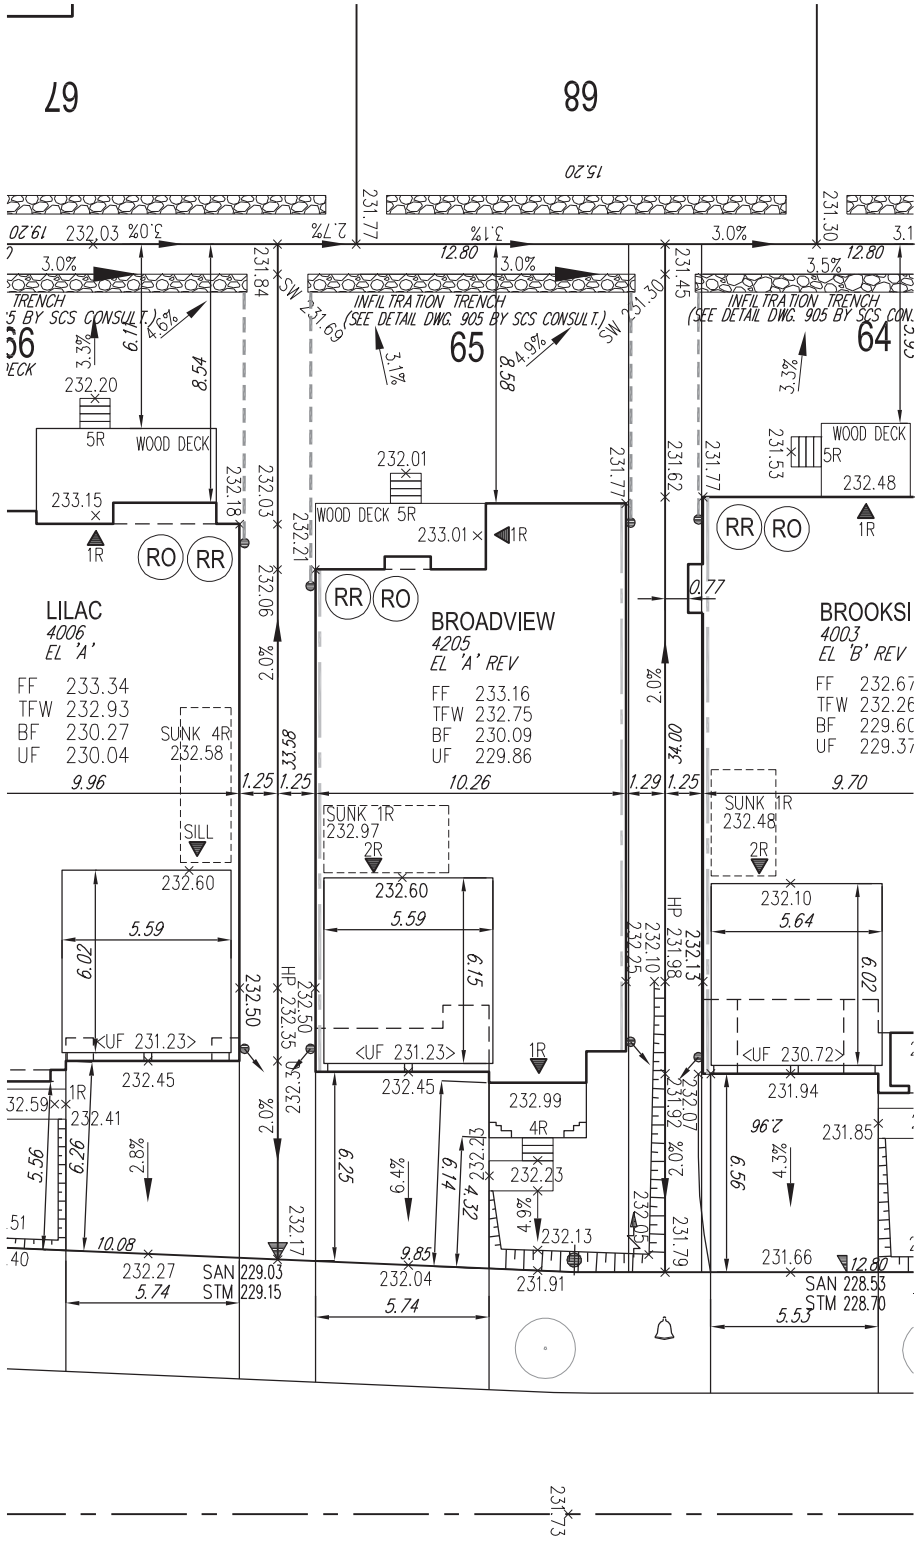 67
68
15.20
19.20
232.03
3.0%
2.7%
231.77
3.1%
12.80
3.0%
231.30
12.80
3.0%
231.84
SW 231.69
3.0%
SW 231.30
231.45
3.5%
TRENCH
BY SCS CONSULT.)
66
DECK
INFILTRATION TRENCH
(SEE DETAIL DWG. 905 BY SCS CONSULT.)
65
INFILTRATION TRENCH
(SEE DETAIL DWG. 905 BY SCS CON
64
3.3%
4.6%
8.54
3.1%
4.9%
8.58
3.3%
232.20
5R
WOOD DECK
233.15
1R
232.18
232.03
232.01
WOOD DECK 5R
233.01
1R
232.21
231.77
231.62
231.77
231.53
5R
WOOD DECK
232.48
1R
RO
RR
RR
RO
RR
RO
232.06
0.77
LILAC
4006
EL 'A'
FF 233.34
TFW 232.93
BF 230.27
UF 230.04
BROADVIEW
4205
EL 'A' REV
FF 233.16
TFW 232.75
BF 230.09
UF 229.86
BROOKSI
4003
EL 'B' REV
FF 232.67
TFW 232.26
BF 229.60
UF 229.37
2.0%
33.58
2.0%
34.00
SUNK 4R
232.58
9.96
1.25
1.25
10.26
1.29
1.25
9.70
SILL
SUNK 1R
232.97
2R
SUNK 1R
232.48
2R
232.60
232.60
232.10
5.59
5.59
5.64
6.02
6.15
6.02
232.50
HP 232.35
232.50
232.25
232.10
HP 231.98
232.13
<UF 231.23>
<UF 231.23>
<UF 230.72>
232.45
232.30
232.45
1R
231.92
232.07
231.94
232.59
1R
232.41
232.99
4R
2.96
231.85
5.56
6.26
2.8%
2.0%
6.25
6.4%
6.14
4.32
232.23
232.23
4.9%
2.0%
6.56
4.3%
.51
.40
10.08
232.27
232.17
SAN 229.03
STM 229.15
9.85
232.04
232.13
231.91
232.05
231.79
231.66
12.80
SAN 228.53
STM 228.70
5.74
5.74
5.53
231.73